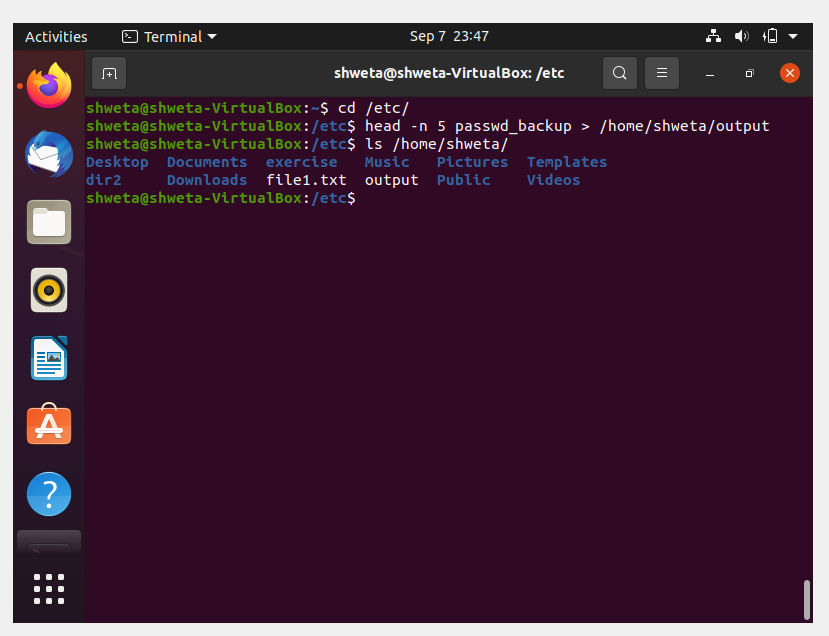 Activities Terminal Sep 7 23:47
shweta@shweta-VirtualBox: /etc
shweta@shweta-VirtualBox:~$ cd /etc/
shweta@shweta-VirtualBox:/etc$ head -n 5 passwd_backup > /home/shweta/output
shweta@shweta-VirtualBox:/etc$ ls /home/shweta/
Desktop Documents exercise Music Pictures Templates
dir2 Downloads file1.txt output Public Videos
shweta@shweta-VirtualBox:/etc$